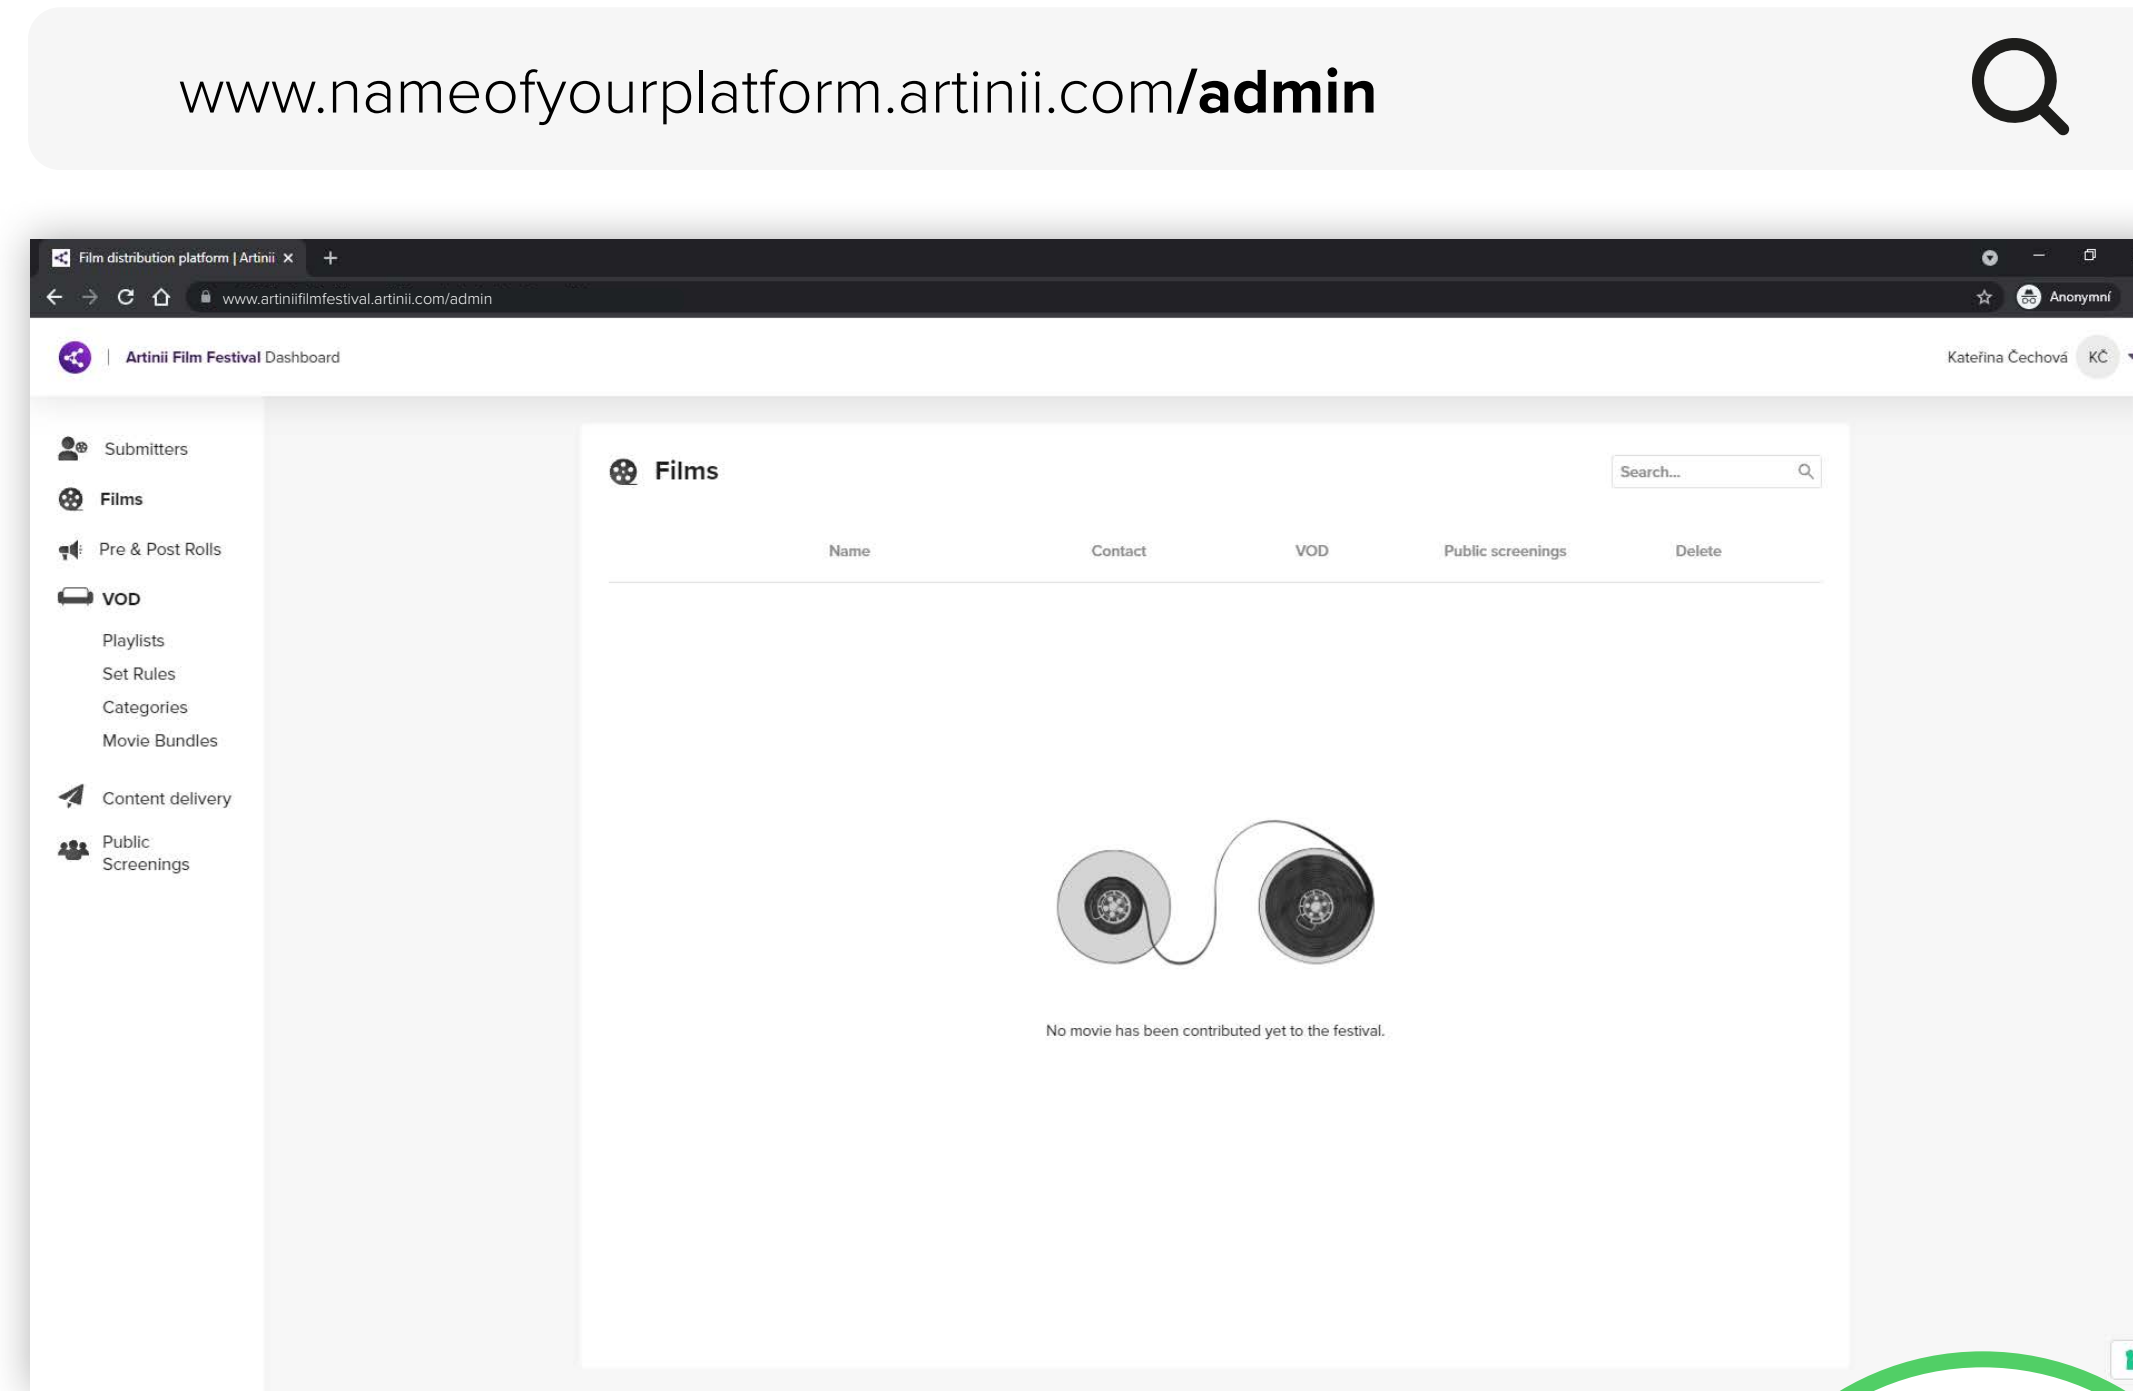 www.nameofyourplatform.artinii.com/admin
Film distribution platform | Artinii
www.artiniifilmfestival.artinii.com/admin
Anonymní
Artinii Film Festival Dashboard
Kateřina Čechová KČ
Submitters
Films
Pre & Post Rolls
VOD
Playlists
Set Rules
Categories
Movie Bundles
Content delivery
Public
Screenings
Films
Search...
Name Contact VOD Public screenings Delete
No movie has been contributed yet to the festival.